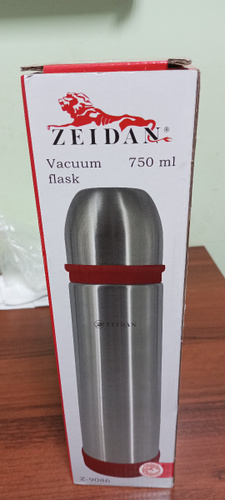 ZEIDAN®
Vacuum 750 ml
flask
ZEIDAN
Z-9086